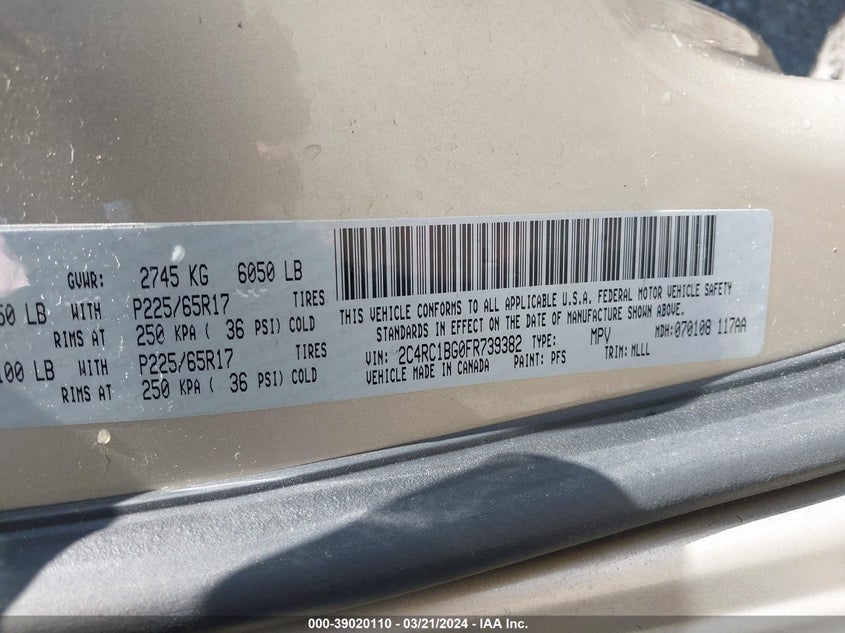 GVWR: 2745 KG 6050 LB
50 LB WITH P225/65R17 TIRES
RIMS AT 250 KPA ( 36 PSI) COLD
100 LB WITH P225/65R17 TIRES
RIMS AT 250 KPA ( 36 PSI) COLD
THIS VEHICLE CONFORMS TO ALL APPLICABLE U.S.A. FEDERAL MOTOR VEHICLE SAFETY
STANDARDS IN EFFECT ON THE DATE OF MANUFACTURE SHOWN ABOVE.
VIN: 2C4RC1BG0FR739382 TYPE: MPV MDH:070108 117AA
VEHICLE MADE IN CANADA PAINT: PFS TRIM: MLLL
000-39020110 - 03/21/2024 - IAA Inc.